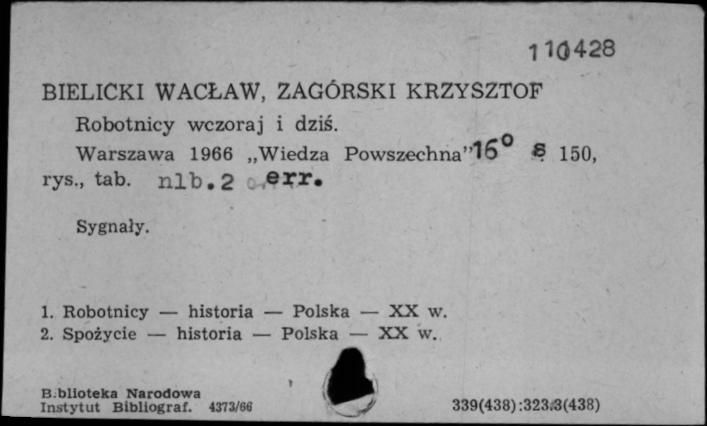 110428
BIELICKI WACŁAW, ZAGÓRSKI KRZYSZTOF
Robotnicy wczoraj i dziś.
Warszawa 1966 „Wiedza Powszechna” 16° s 150,
rys., tab. nlb.2 err.
Sygnały.
1. Robotnicy — historia — Polska — XX w.
2. Spożycie — historia — Polska — XX w.
B.blioteka Narodowa
Instytut Bibliograf. 4373/66
339(438):323.3(438)